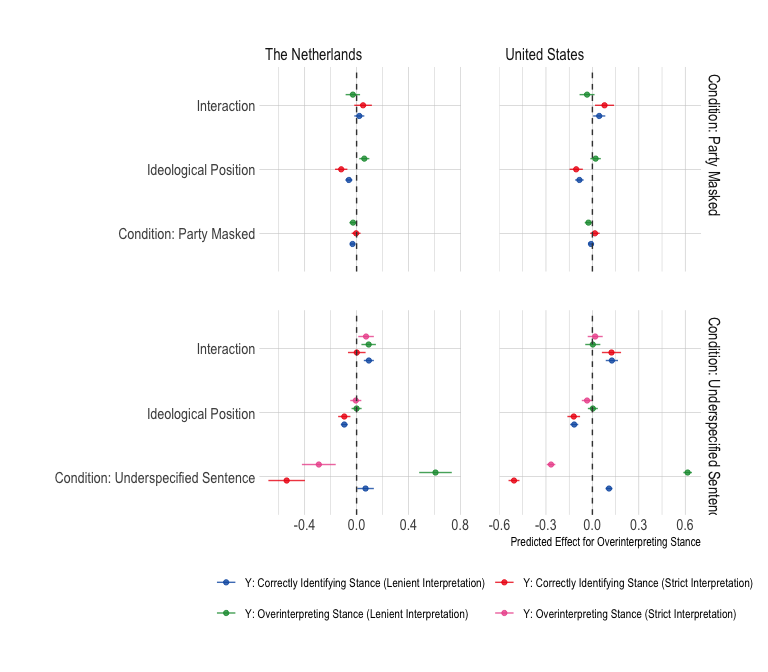 The Netherlands
United States
Interaction
Ideological Position
Condition: Party Masked
Condition: Party Masked
Interaction
Ideological Position
Condition: Underspecified Sentence
Condition: Underspecified Sentenc
-0.4 0.0 0.4 0.8
-0.6 -0.3 0.0 0.3 0.6
Predicted Effect for Overinterpreting Stance
Y: Correctly Identifying Stance (Lenient Interpretation) Y: Correctly Identifying Stance (Strict Interpretation)
Y: Overinterpreting Stance (Lenient Interpretation) Y: Overinterpreting Stance (Strict Interpretation)